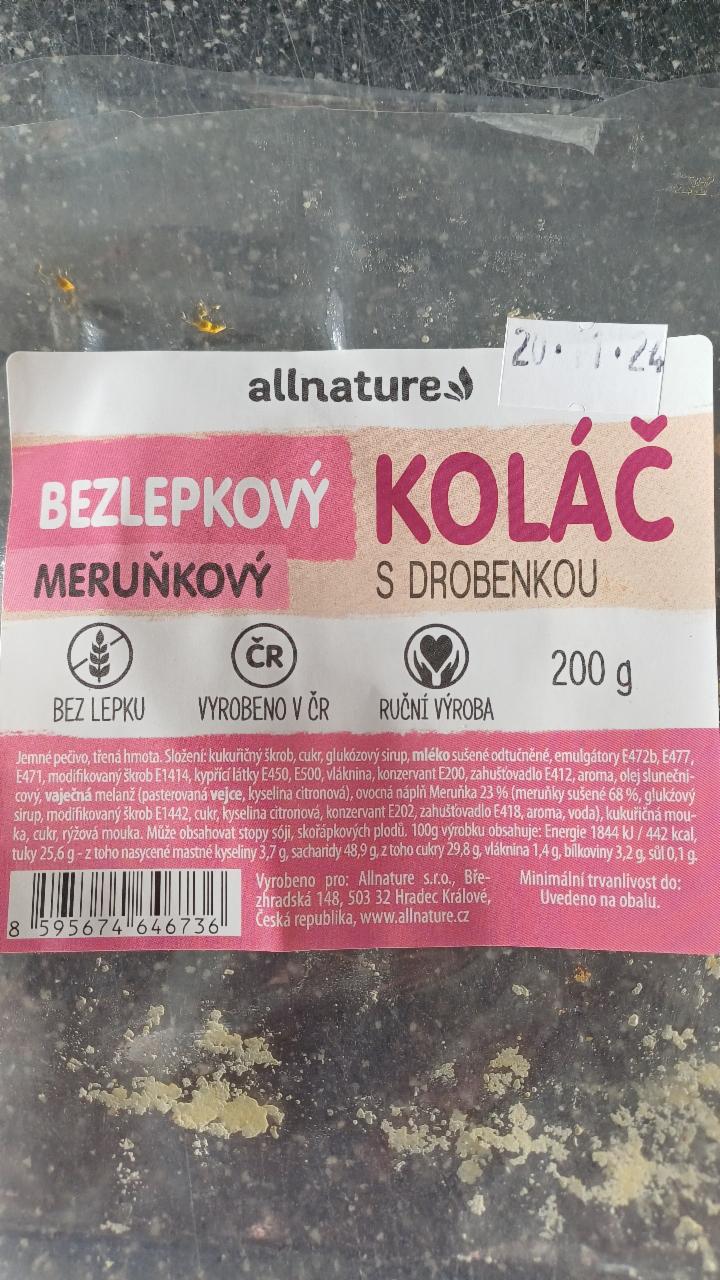 allnature
BEZLEPKOVÝ
MERUŇKOVÝ
KOLÁČ
S DROBENKOU
BEZ LEPKU
ČR
VYROBENO V ČR
RUČNÍ VÝROBA
200 g
Jemné pečivo, třená hmota. Složení: kukuřičný škrob, cukr, glukózový sirup, mléko sušené odtučněné, emulgátory E472b, E477,
E471, modifikovaný škrob E1414, kypřicí látky E450, E500, vláknina, konzervant E200, zahušťovadlo E412, aroma, olej sluneční-
cový, vaječná melanž (pasterovaná vejce, kyselina citronová), ovocná náplň Meruňka 23 % (meruňky sušené 68 %, glukózový
sirup, modifikovaný škrob E1442, cukr, kyselina citronová, konzervant E202, zahušťovadlo E418, aroma, voda), kukuřičná mou-
ka, cukr, rýžová mouka. Může obsahovat stopy sóji, skořápkových plodů. 100g výrobku obsahuje: Energie 1844 kJ / 442 kcal,
tuky 25,6 g - z toho nasycené mastné kyseliny 3,7 g, sacharidy 48,9 g, z toho cukry 29,8 g, vláknina 1,4 g, bílkoviny 3,2 g, sůl 0,1 g.
8 595674 646736
Vyrobeno pro: Allnature s.r.o., Bře-
zhradská 148, 503 32 Hradec Králové,
Česká republika, www.allnature.cz
Minimální trvanlivost do:
Uvedeno na obalu.